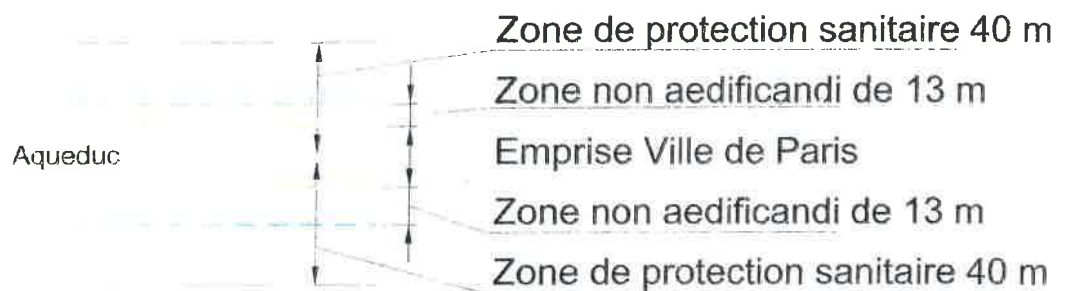 Zone de protection sanitaire 40 m
Zone non aedificandi de 13 m
Aqueduc
Emprise Ville de Paris
Zone non aedificandi de 13 m
Zone de protection sanitaire 40 m